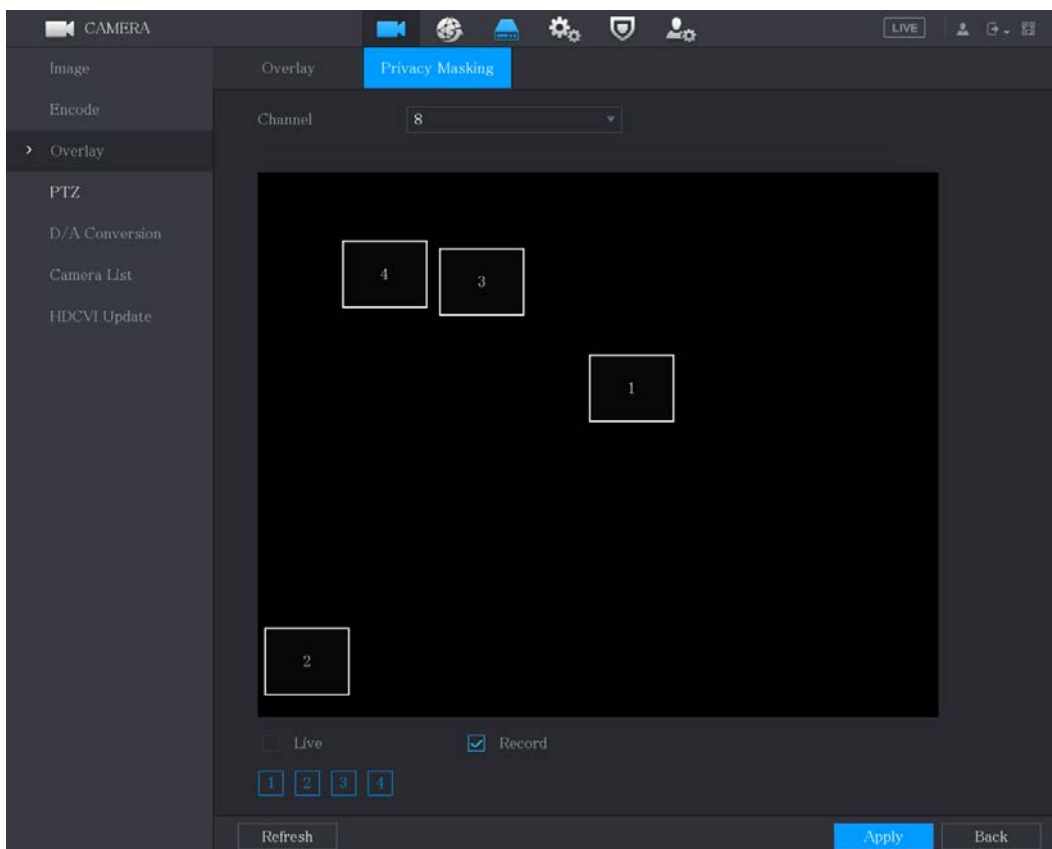 CAMERA
LIVE
Image
Encode
Overlay
PTZ
D/A Conversion
Camera List
HDCVI Update
Overlay
Privacy Masking
Channel
8
4
3
1
2
Live
Record
1 2 3 4
Refresh
Apply
Back